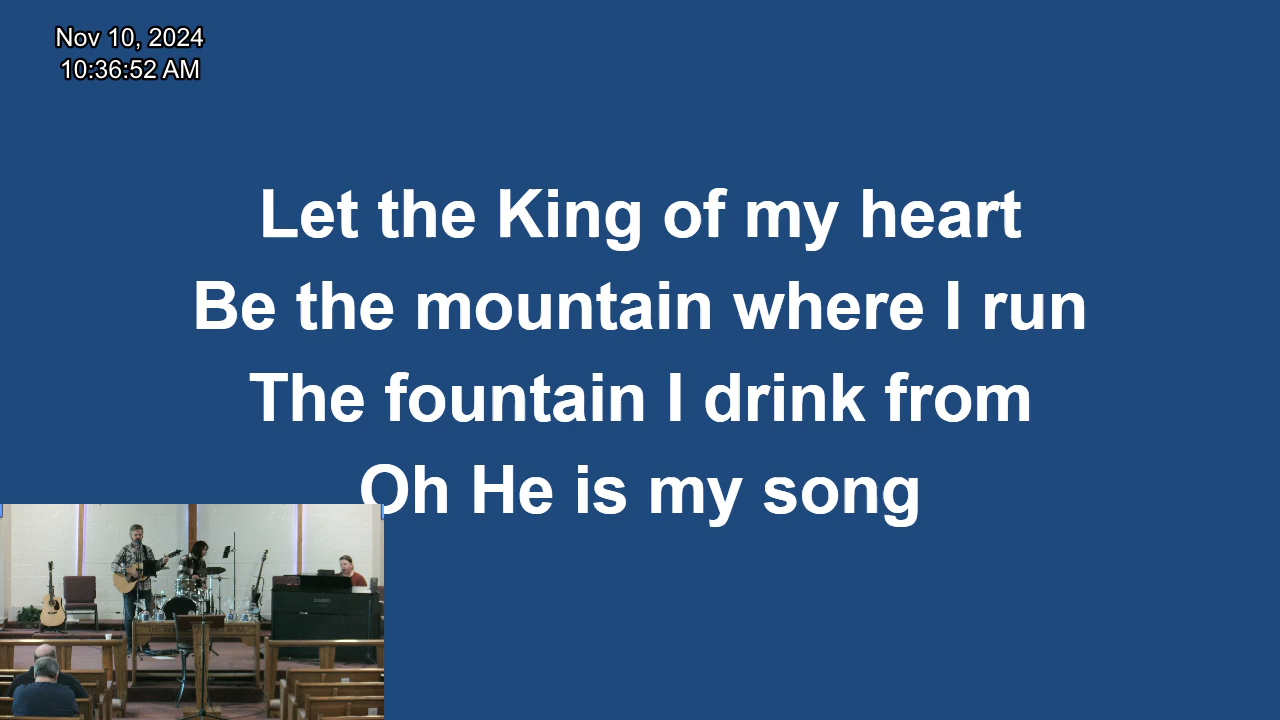 Nov 10, 2024
10:36:52 AM
Let the King of my heart
Be the mountain where I run
The fountain I drink from
Oh He is my song
CASIO